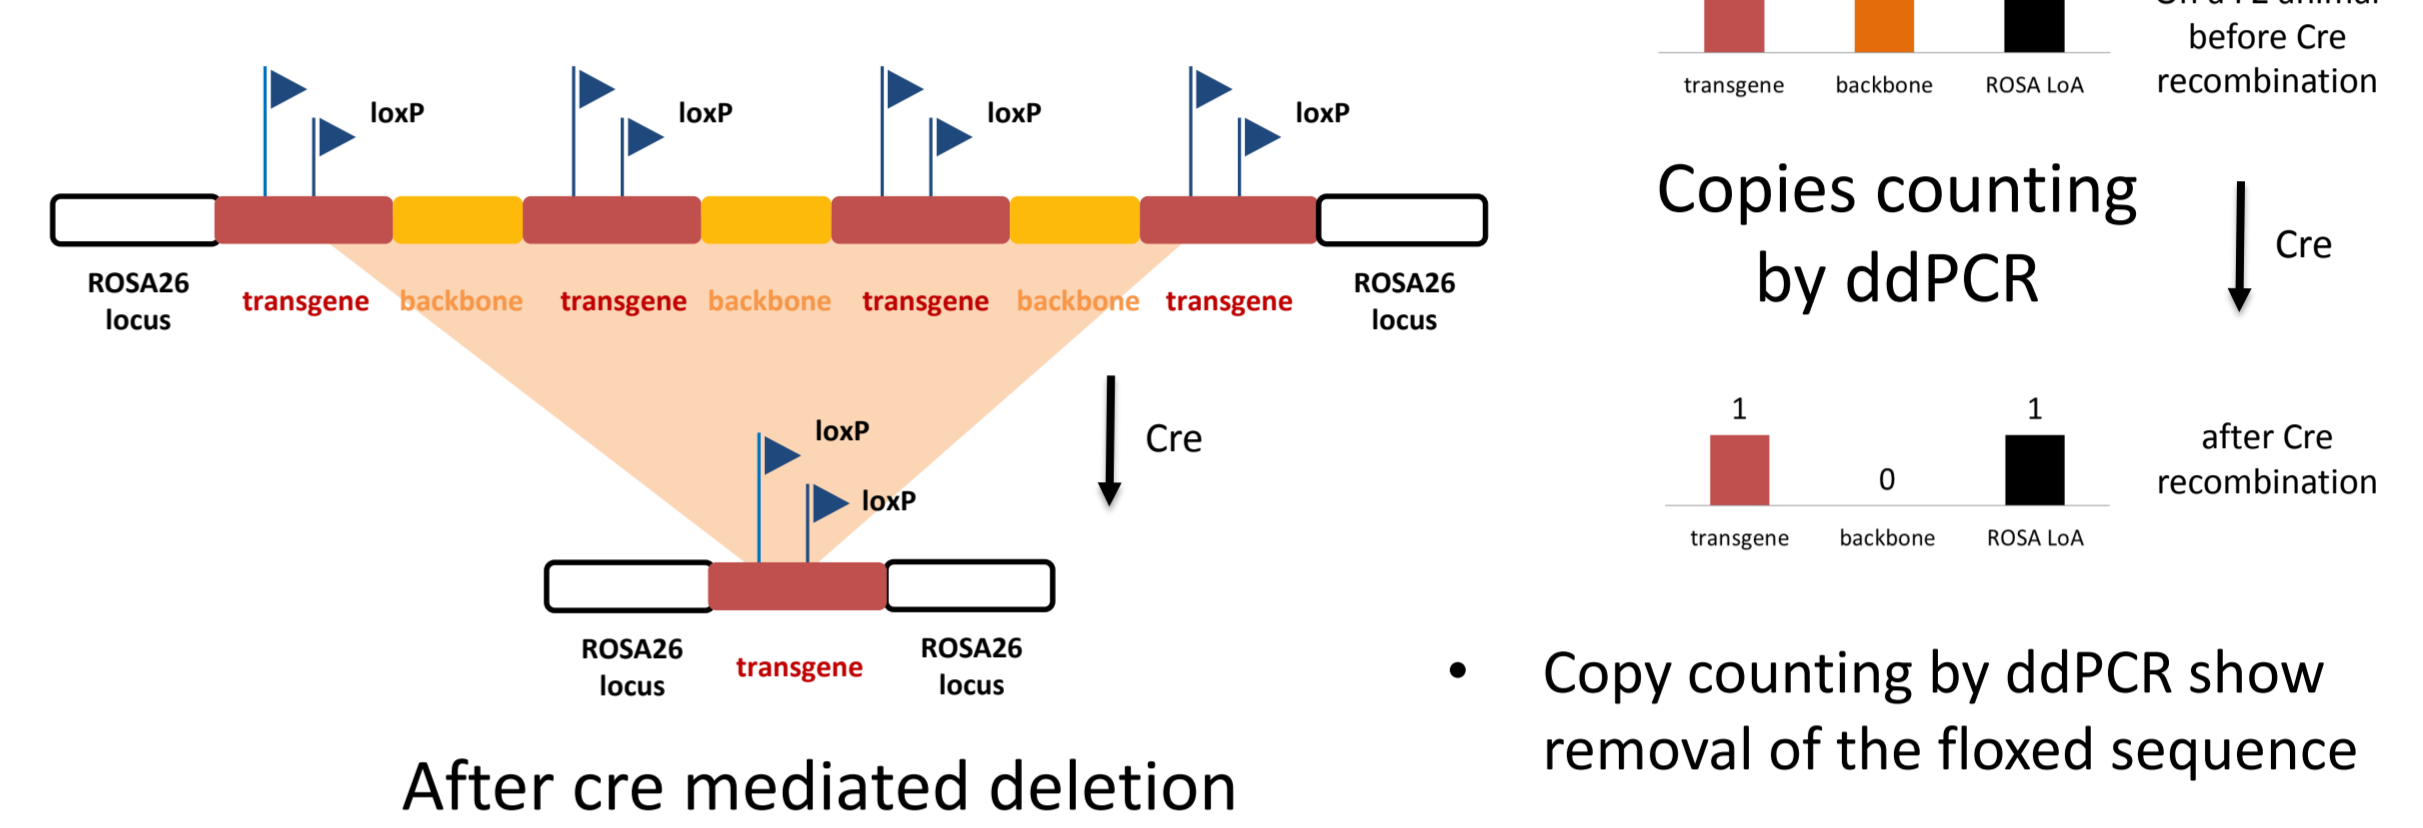 before Cre
recombination
transgene backbone ROSA LoA
loxP loxP loxP loxP
Copies counting
by ddPCR
Cre
ROSA26
locus
transgene backbone transgene backbone transgene backbone transgene
ROSA26
locus
Cre
loxP
loxP
1 0 1
transgene backbone ROSA LoA
after Cre
recombination
ROSA26
locus
transgene
ROSA26
locus
After cre mediated deletion
• Copy counting by ddPCR show
removal of the floxed sequence